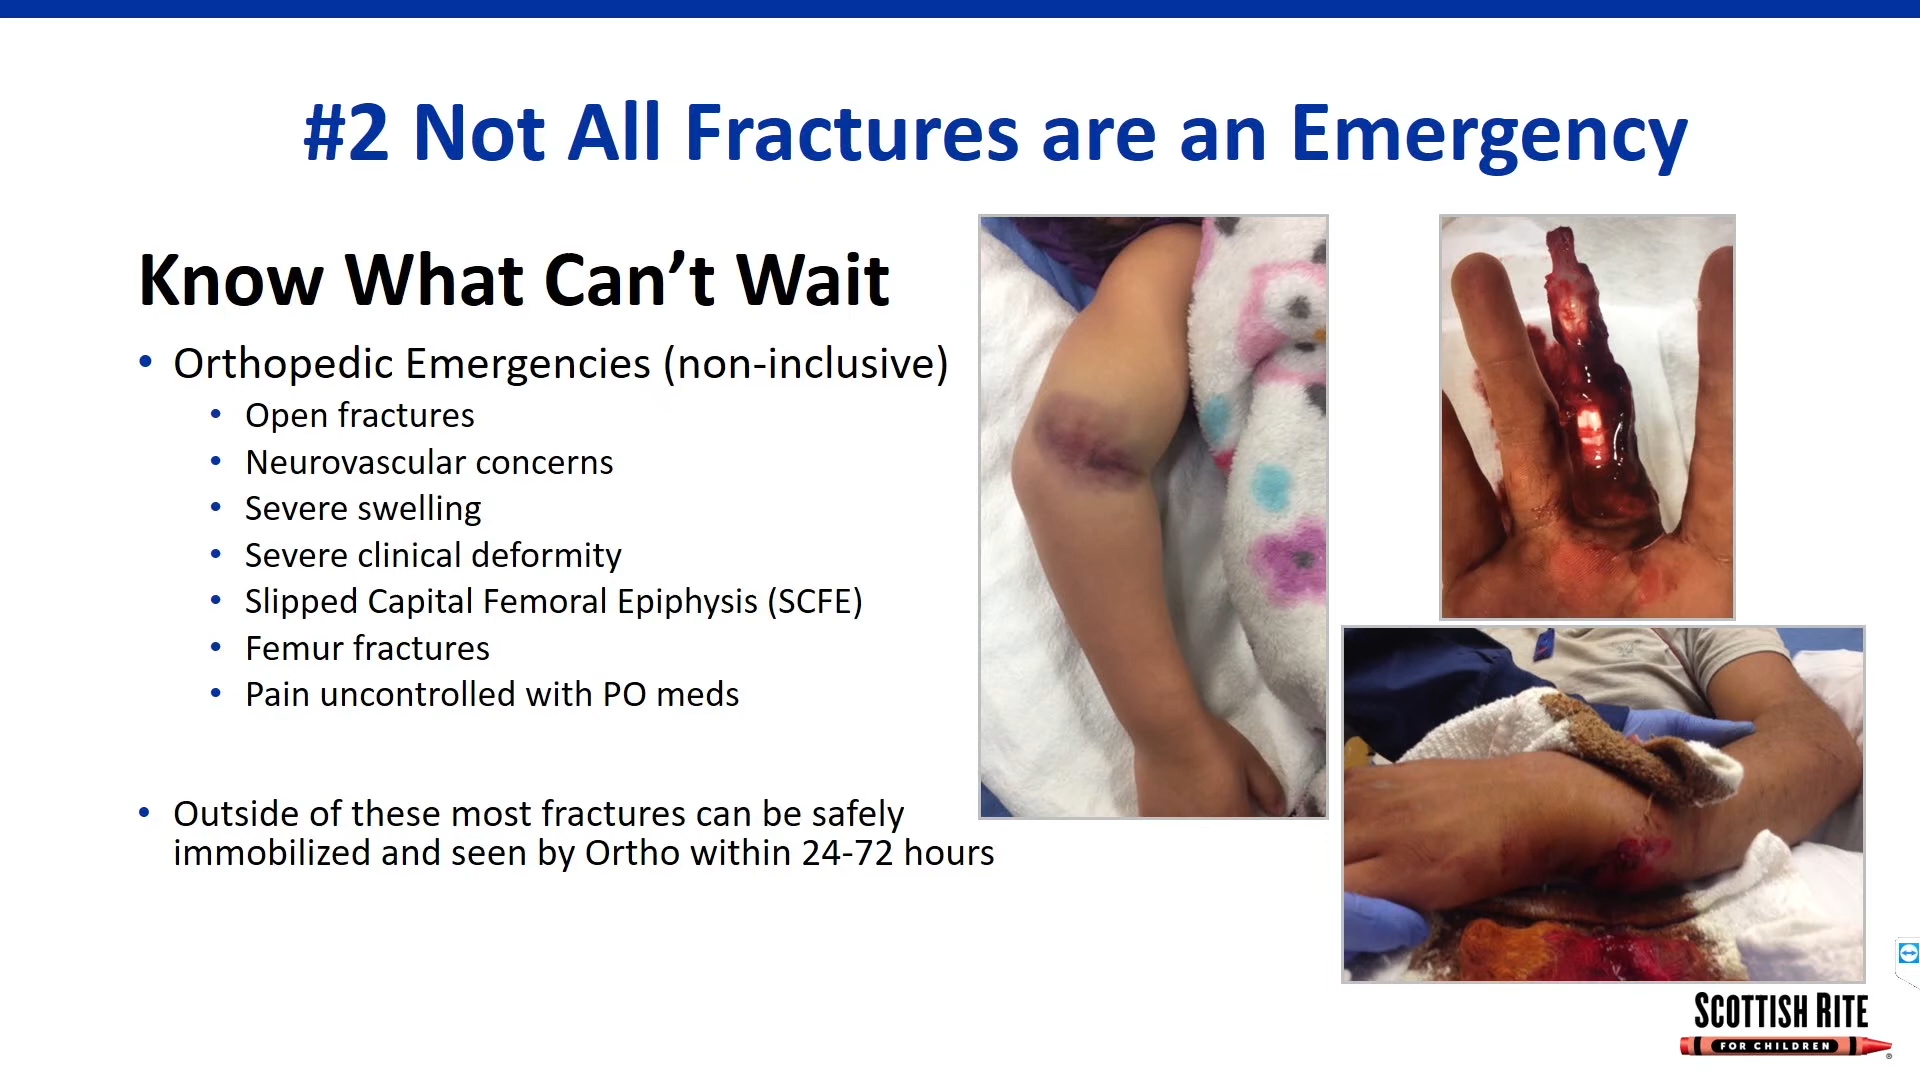 #2 Not All Fractures are an Emergency
Know What Can’t Wait
• Orthopedic Emergencies (non-inclusive)
• Open fractures
• Neurovascular concerns
• Severe swelling
• Severe clinical deformity
• Slipped Capital Femoral Epiphysis (SCFE)
• Femur fractures
• Pain uncontrolled with PO meds
• Outside of these most fractures can be safely
immobilized and seen by Ortho within 24-72 hours
SCOTTISH RITE
FOR CHILDREN
®